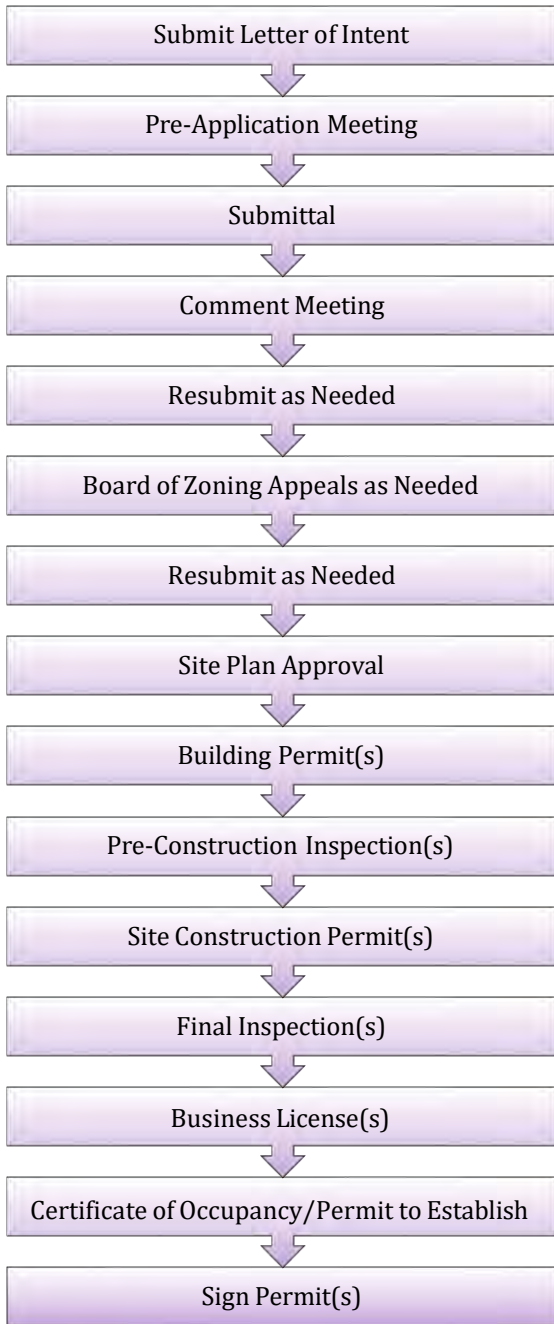 Submit Letter of Intent
Pre-Application Meeting
Submittal
Comment Meeting
Resubmit as Needed
Board of Zoning Appeals as Needed
Resubmit as Needed
Site Plan Approval
Building Permit(s)
Pre-Construction Inspection(s)
Site Construction Permit(s)
Final Inspection(s)
Business License(s)
Certificate of Occupancy/Permit to Establish
Sign Permit(s)